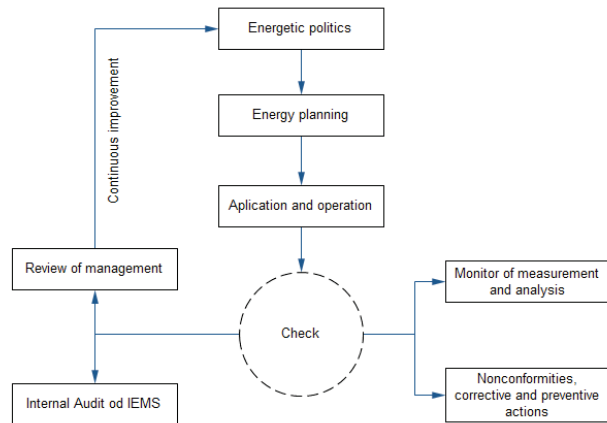 Energetic politics
Continuous improvement
Energy planning
Aplication and operation
Review of management
Monitor of measurement
and analysis
Check
Internal Audit od IEMS
Nonconformities,
corrective and preventive
actions